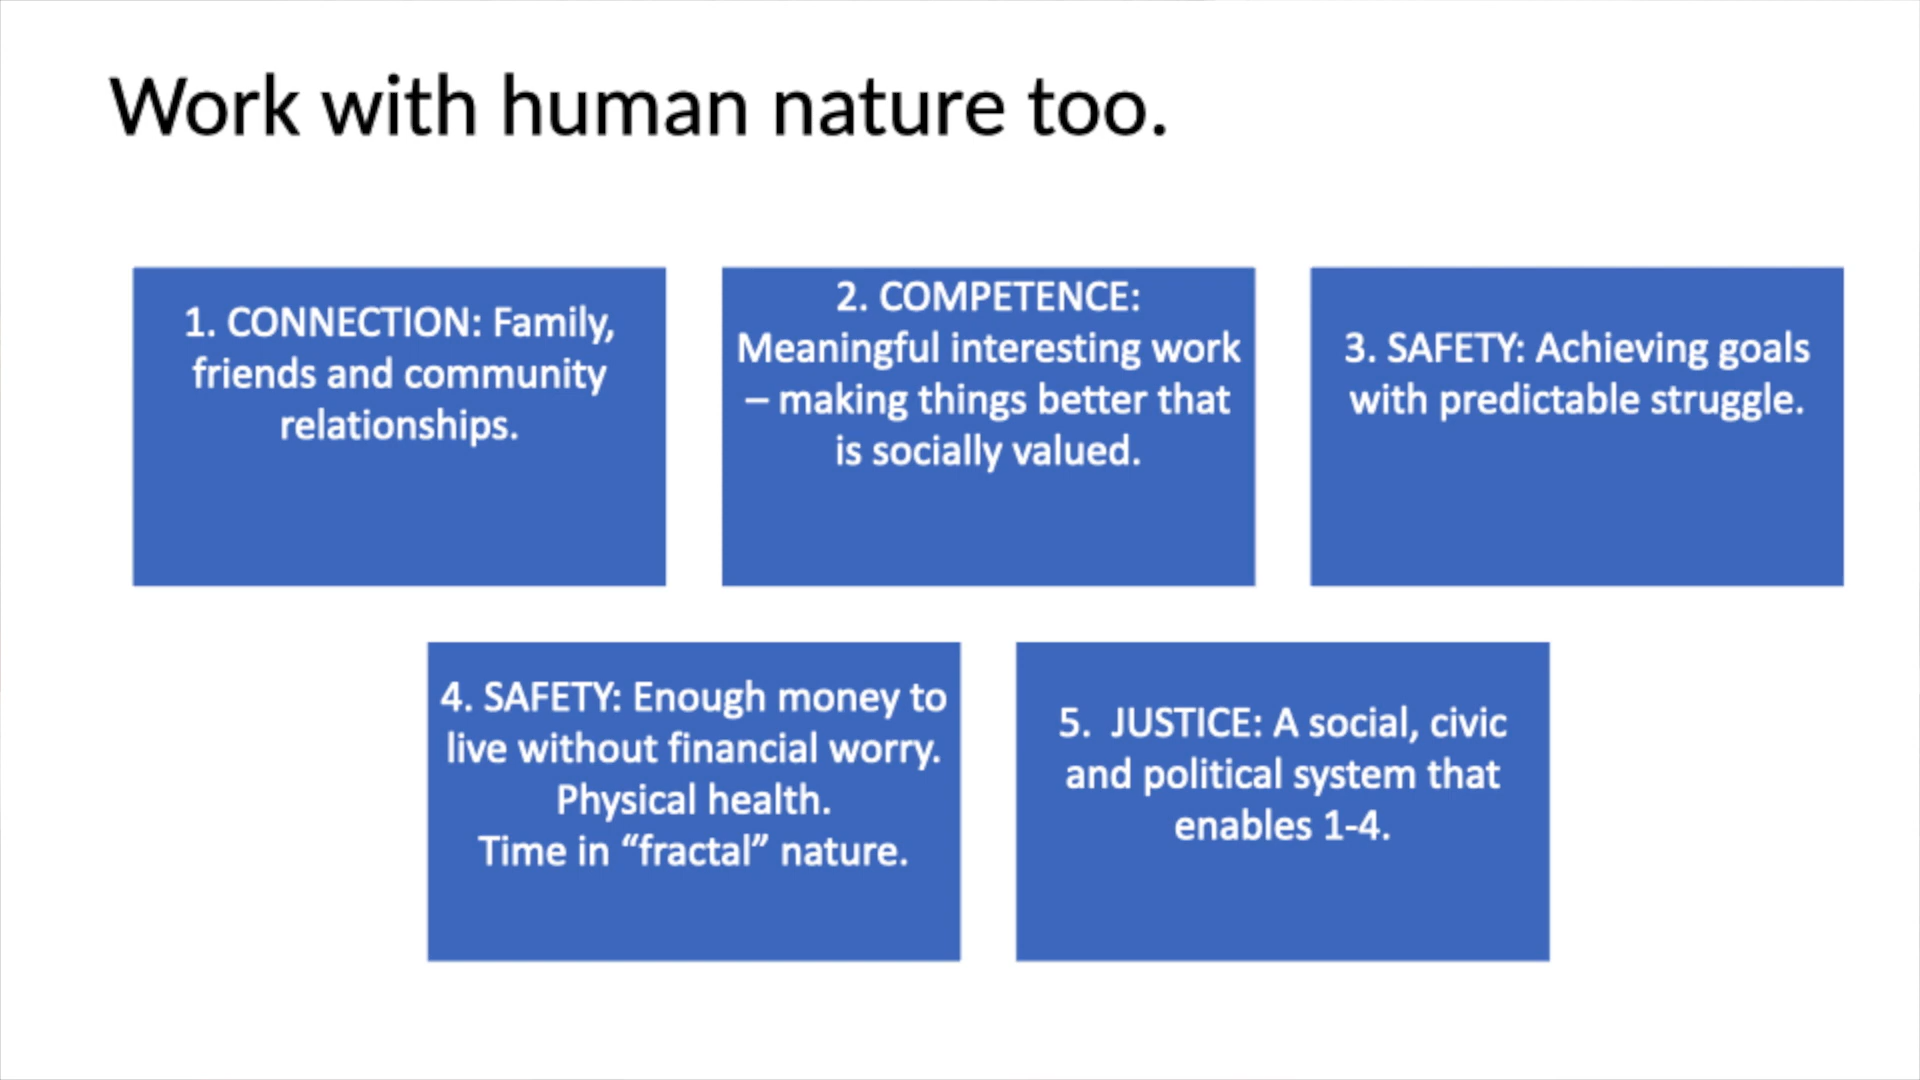 Work with human nature too.
1. CONNECTION: Family,
friends and community
relationships.
2. COMPETENCE:
Meaningful interesting work
– making things better that
is socially valued.
3. SAFETY: Achieving goals
with predictable struggle.
4. SAFETY: Enough money to
live without financial worry.
Physical health.
Time in “fractal” nature.
5.  JUSTICE: A social, civic
and political system that
enables 1-4.